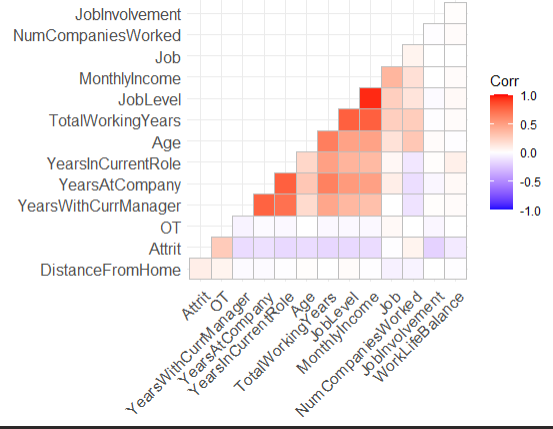 JobInvolvement
NumCompaniesWorked
Job
MonthlyIncome
JobLevel
TotalWorkingYears
Age
YearsInCurrentRole
YearsAtCompany
YearsWithCurrManager
OT
Attrit
DistanceFromHome
Attrit
OT
YearsWithCurrManager
YearsAtCompany
YearsInCurrentRole
Age
TotalWorkingYears
JobLevel
MonthlyIncome
Job
NumCompaniesWorked
JobInvolvement
WorkLifeBalance
Corr
1.0
0.5
0.0
-0.5
-1.0